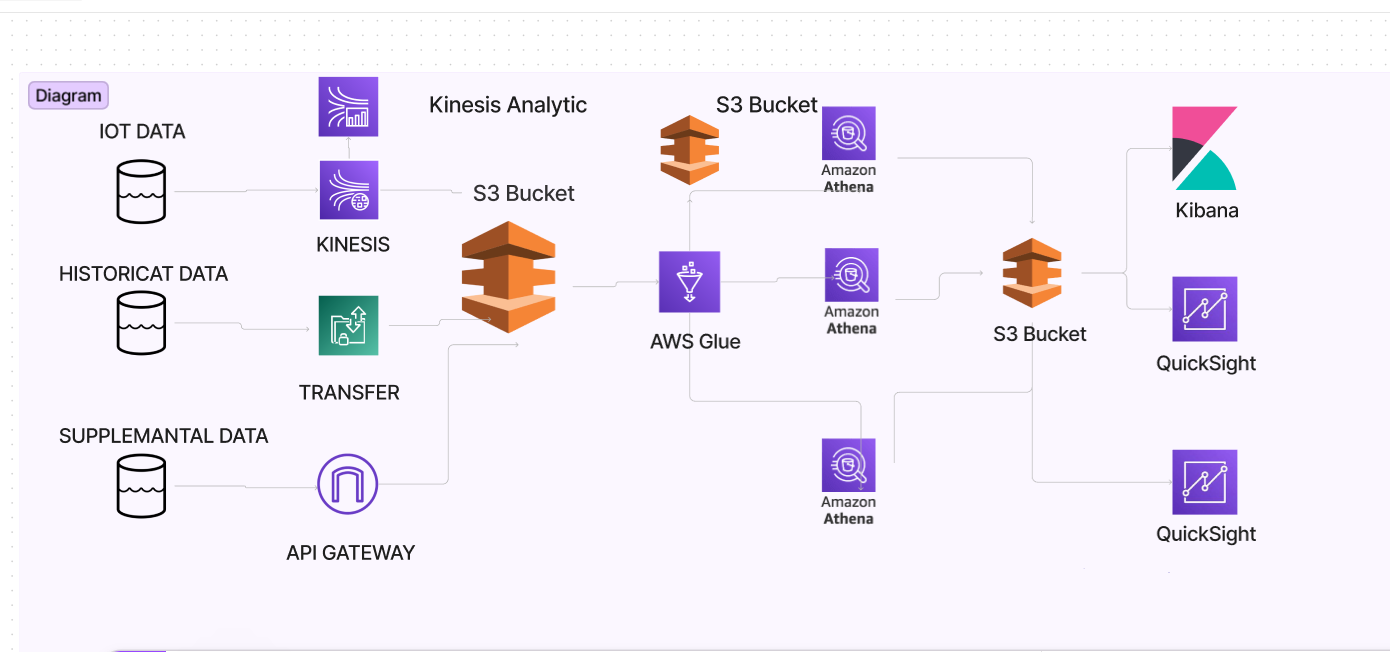 Diagram
Kinesis Analytic
S3 Bucket
IOT DATA
Amazon
Athena
S3 Bucket
Kibana
KINESIS
HISTORICAT DATA
Amazon
Athena
S3 Bucket
AWS Glue
QuickSight
TRANSFER
SUPPLEMANTAL DATA
Amazon
Athena
QuickSight
API GATEWAY